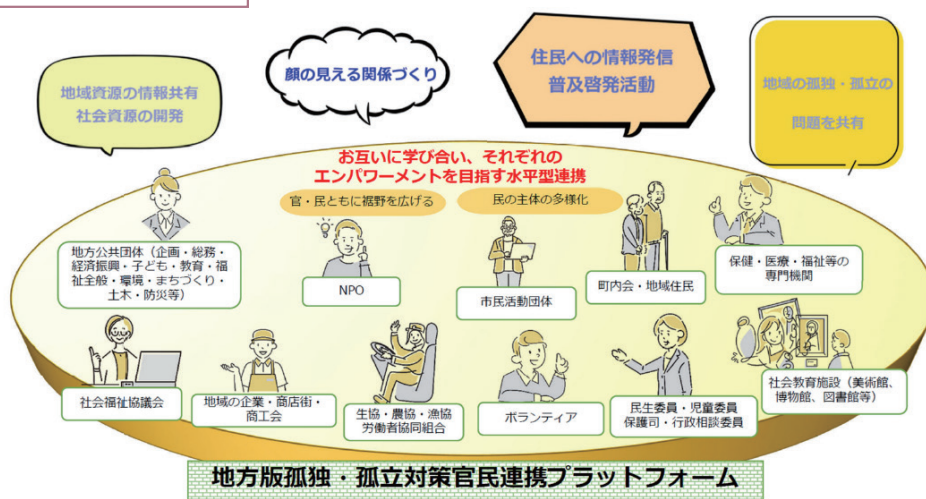 地域資源の情報共有
社会資源の開発
顔の見える関係づくり
住民への情報発信
普及啓発活動
地域の孤独・孤立の
問題を共有
お互いに学び合い、それぞれの
エンパワーメントを目指す水平型連携
官・民ともに裾野を広げる
民の主体の多様化
地方公共団体（企画・総務・
経済振興・子ども・教育・福
祉全般・環境・まちづくり・
土木・防災等）
NPO
市民活動団体
町内会・地域住民
保健・医療・福祉等の
専門機関
社会福祉協議会
地域の企業・商店街・
商工会
生協・農協・漁協
労働者協同組合
ボランティア
民生委員・児童委員
保護司・行政相談委員
社会教育施設（美術館、
博物館、図書館等）
地方版孤独・孤立対策官民連携プラットフォーム